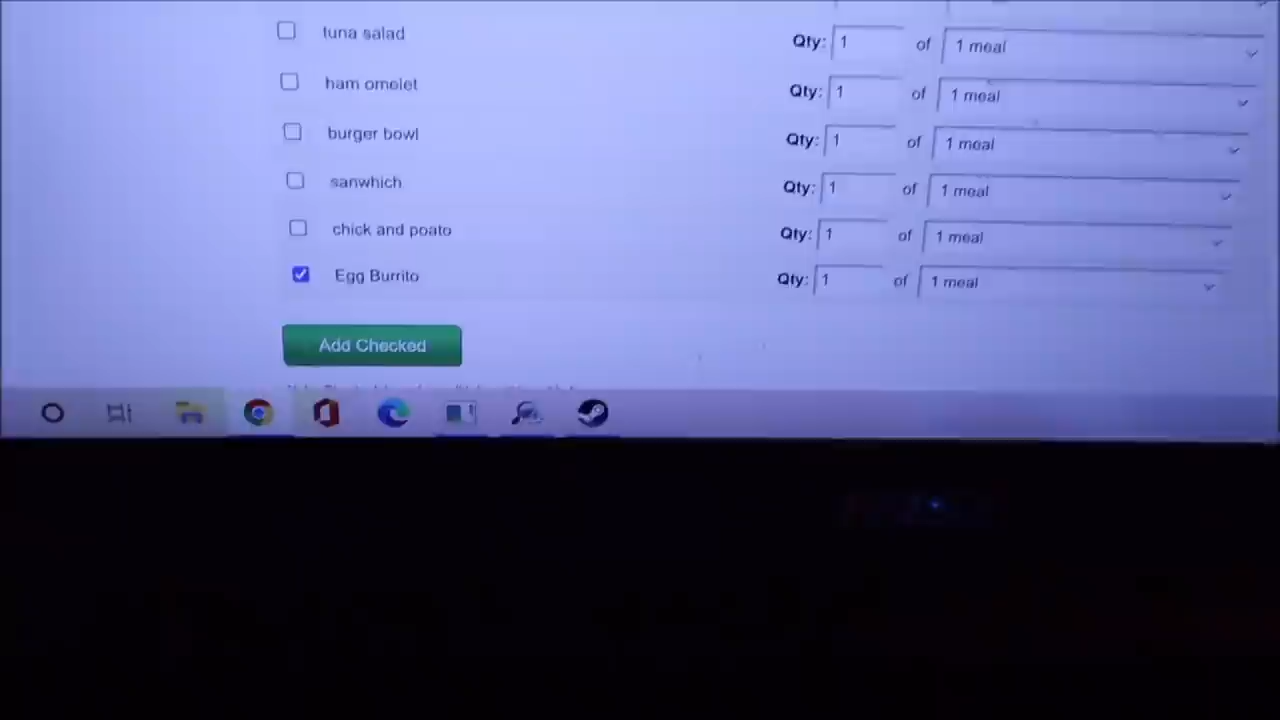 tuna salad Qty: 1 of 1 meal
ham omelet Qty: 1 of 1 meal
burger bowl Qty: 1 of 1 meal
sanwhich Qty: 1 of 1 meal
chick and poato Qty: 1 of 1 meal
Egg Burrito Qty: 1 of 1 meal
Add Checked